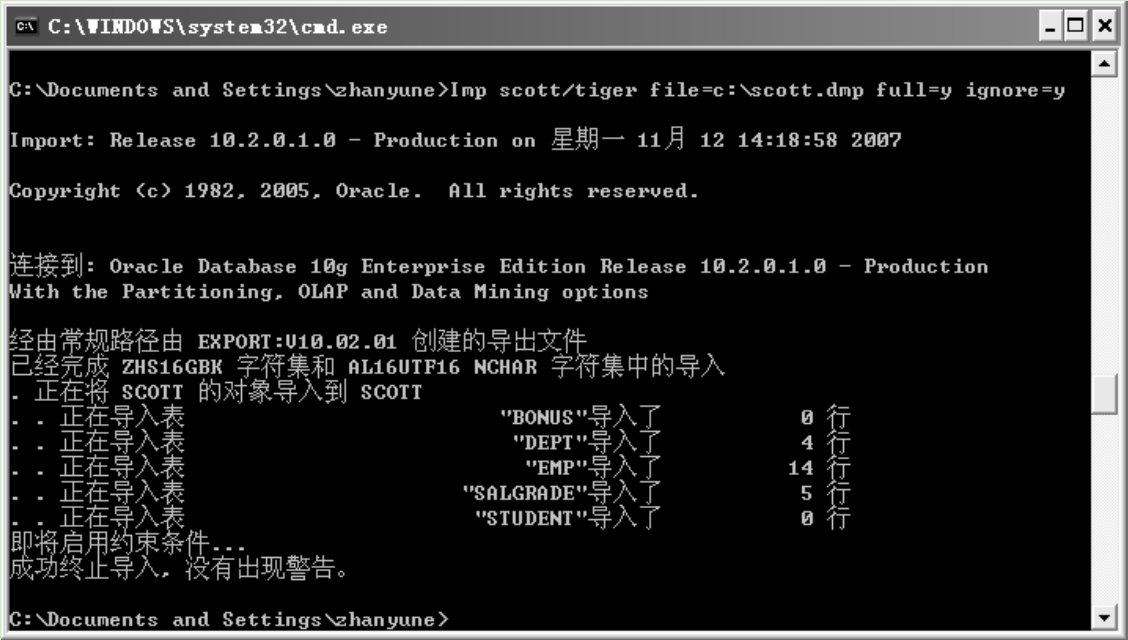 C:\WINDOWS\system32\cmd.exe
C:\Documents and Settings\zhanyune>Imp scott/tiger file=c:\scott.dmp full=y ignore=y
Import: Release 10.2.0.1.0 - Production on 星期一 11月 12 14:18:58 2007
Copyright (c) 1982, 2005, Oracle.  All rights reserved.
连接到: Oracle Database 10g Enterprise Edition Release 10.2.0.1.0 - Production
With the Partitioning, OLAP and Data Mining options
经由常规路径由 EXPORT:V10.02.01 创建的导出文件
已经完成 ZHS16GBK 字符集和 AL16UTF16 NCHAR 字符集中的导入
. 正在将 SCOTT 的对象导入到 SCOTT
. . 正在导入表 "BONUS"导入了 0 行
. . 正在导入表 "DEPT"导入了 4 行
. . 正在导入表 "EMP"导入了 14 行
. . 正在导入表 "SALGRADE"导入了 5 行
. . 正在导入表 "STUDENT"导入了 0 行
即将启用约束条件...
成功终止导入, 没有出现警告。
C:\Documents and Settings\zhanyune>